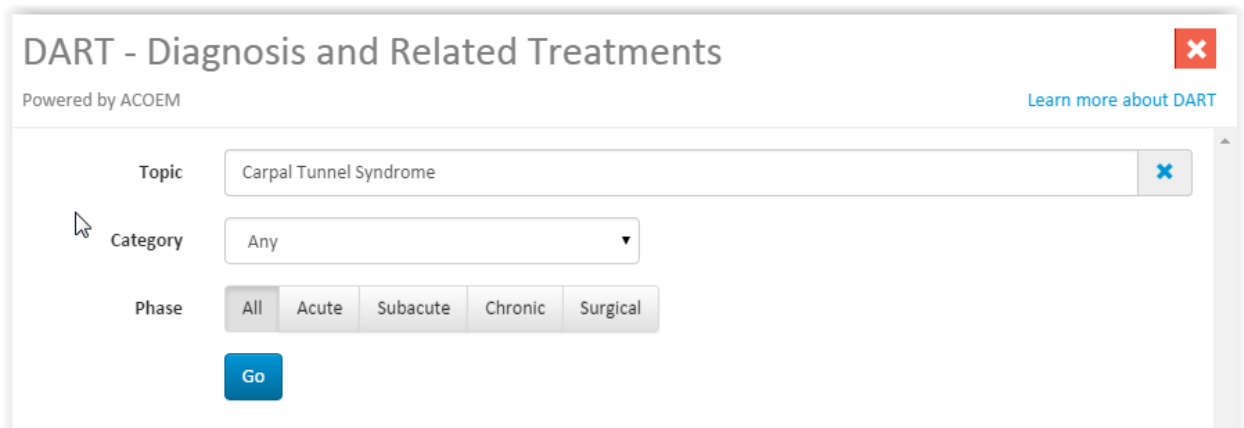 DART - Diagnosis and Related Treatments
Powered by ACOEM
Learn more about DART
Topic
Carpal Tunnel Syndrome
Category
Any
Phase
All Acute Subacute Chronic Surgical
Go